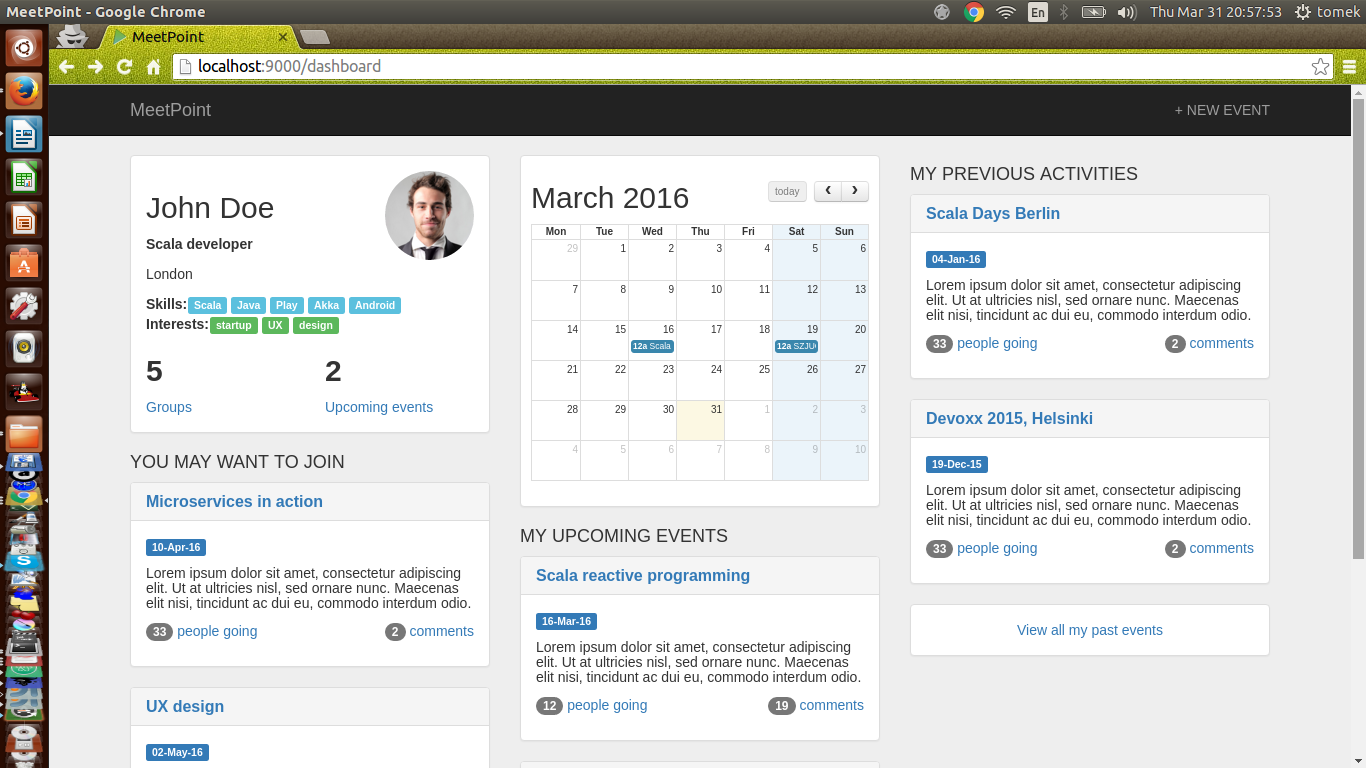 MeetPoint - Google Chrome
En
Thu Mar 31 20:57:53
tomek
MeetPoint
localhost:9000/dashboard
MeetPoint
+ NEW EVENT
John Doe
Scala developer
London
Skills: Scala Java Play Akka Android
Interests: startup UX design
5
2
Groups
Upcoming events
YOU MAY WANT TO JOIN
Microservices in action
10-Apr-16
Lorem ipsum dolor sit amet, consectetur adipiscing
elit. Ut at ultricies nisl, sed ornare nunc. Maecenas
elit nisi, tincidunt ac dui eu, commodo interdum odio.
33 people going
2 comments
UX design
02-May-16
March 2016
today
Mon Tue Wed Thu Fri Sat Sun
29 1 2 3 4 5 6
7 8 9 10 11 12 13
14 15 16 17 18 19 20
12a Scala
12a SZJU
21 22 23 24 25 26 27
28 29 30 31 1 2 3
4 5 6 7 8 9 10
MY UPCOMING EVENTS
Scala reactive programming
16-Mar-16
Lorem ipsum dolor sit amet, consectetur adipiscing
elit. Ut at ultricies nisl, sed ornare nunc. Maecenas
elit nisi, tincidunt ac dui eu, commodo interdum odio.
12 people going
19 comments
MY PREVIOUS ACTIVITIES
Scala Days Berlin
04-Jan-16
Lorem ipsum dolor sit amet, consectetur adipiscing
elit. Ut at ultricies nisl, sed ornare nunc. Maecenas
elit nisi, tincidunt ac dui eu, commodo interdum odio.
33 people going
2 comments
Devoxx 2015, Helsinki
19-Dec-15
Lorem ipsum dolor sit amet, consectetur adipiscing
elit. Ut at ultricies nisl, sed ornare nunc. Maecenas
elit nisi, tincidunt ac dui eu, commodo interdum odio.
33 people going
2 comments
View all my past events